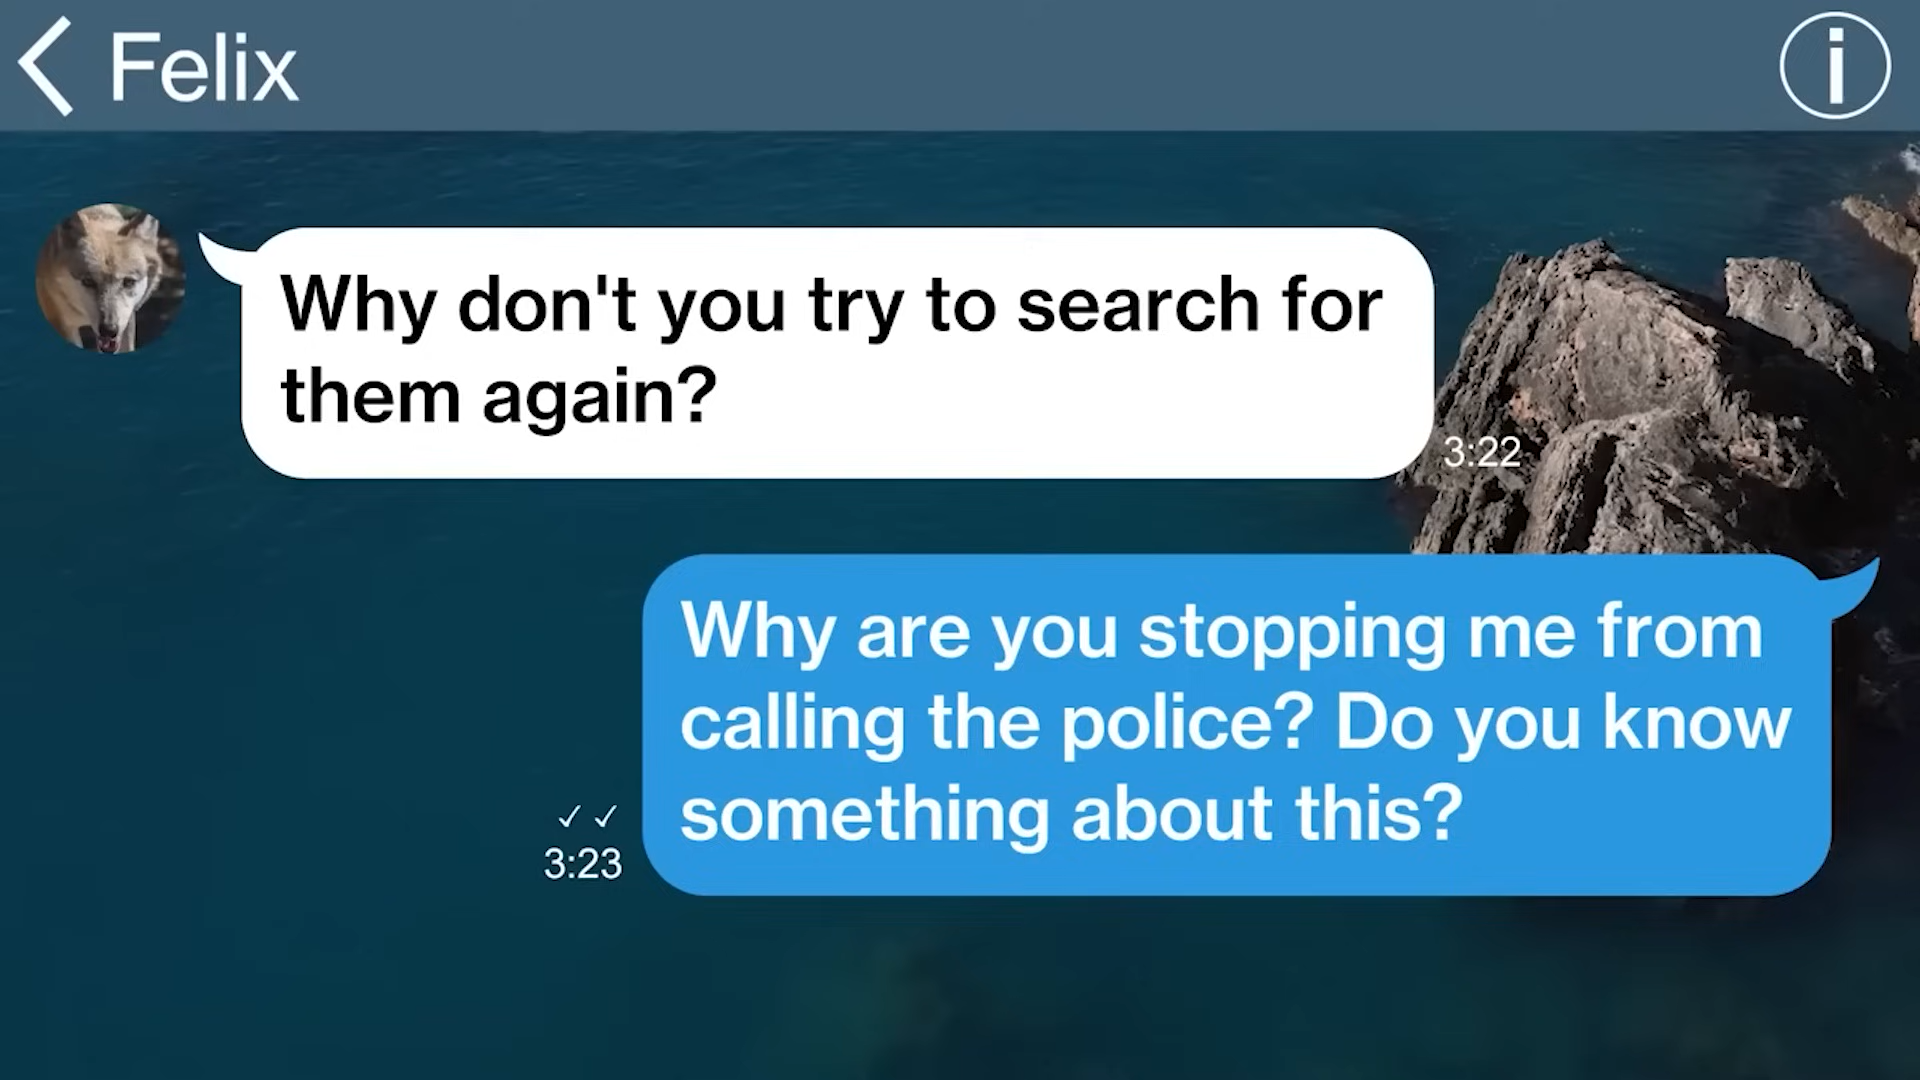 Felix
Why don't you try to search for
them again?
3:22
Why are you stopping me from
calling the police? Do you know
something about this?
✓ ✓
3:23